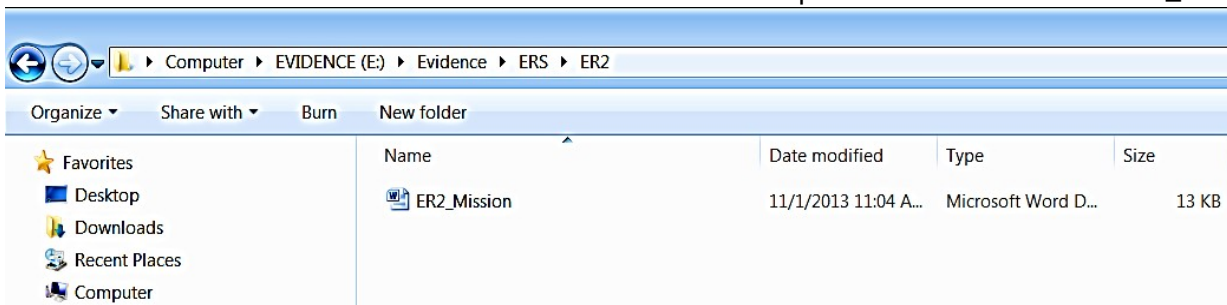 Computer ▸ EVIDENCE (E:) ▸ Evidence ▸ ERS ▸ ER2
Organize ▾ Share with ▾ Burn New folder
Favorites
Desktop
Downloads
Recent Places
Computer
Name Date modified Type Size
ER2_Mission 11/1/2013 11:04 A... Microsoft Word D... 13 KB